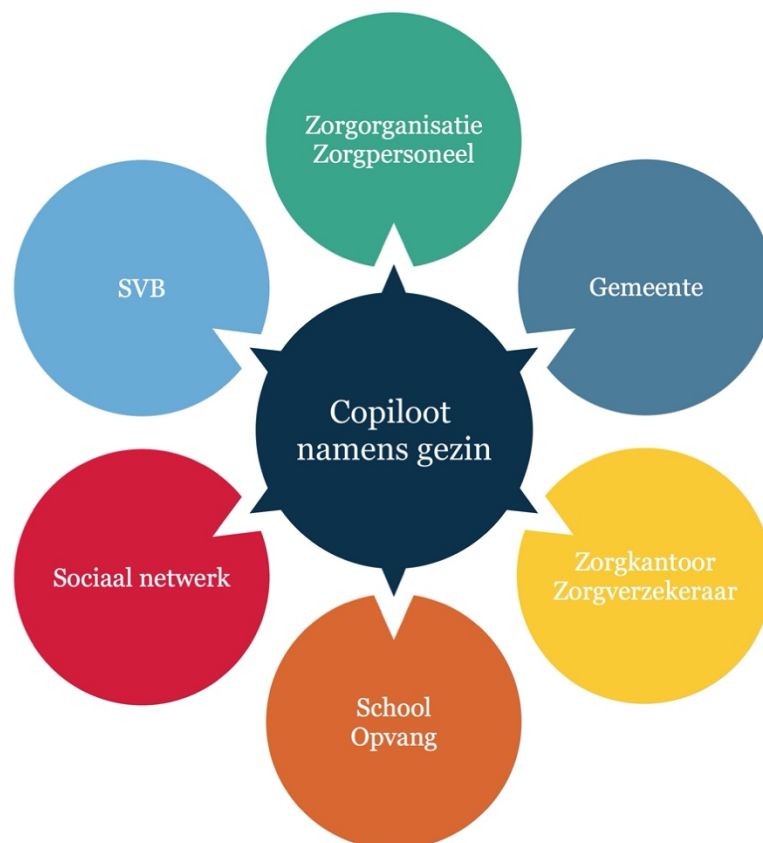 Zorgorganisatie
Zorgpersoneel
SVB
Gemeente
Copiloot
namens gezin
Sociaal netwerk
Zorgkantoor
Zorgverzekeraar
School
Opvang